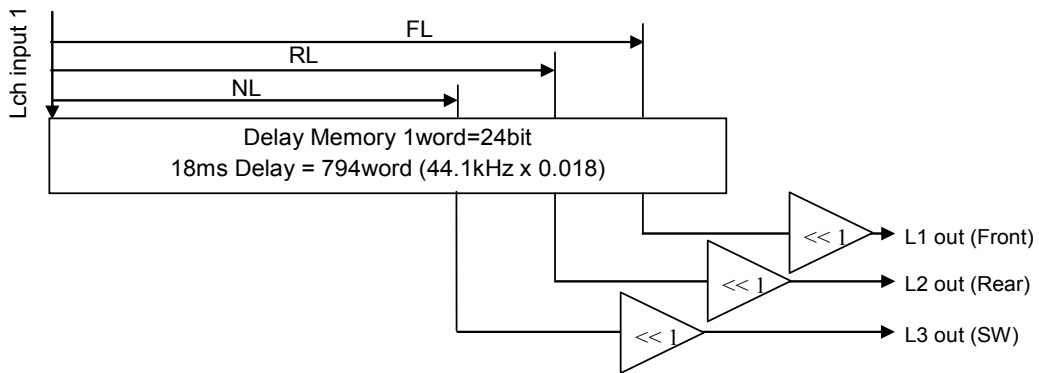 Lch input 1
FL
RL
NL
Delay Memory 1word=24bit
18ms Delay = 794word (44.1kHz x 0.018)
<< 1
L1 out (Front)
<< 1
L2 out (Rear)
<< 1
L3 out (SW)